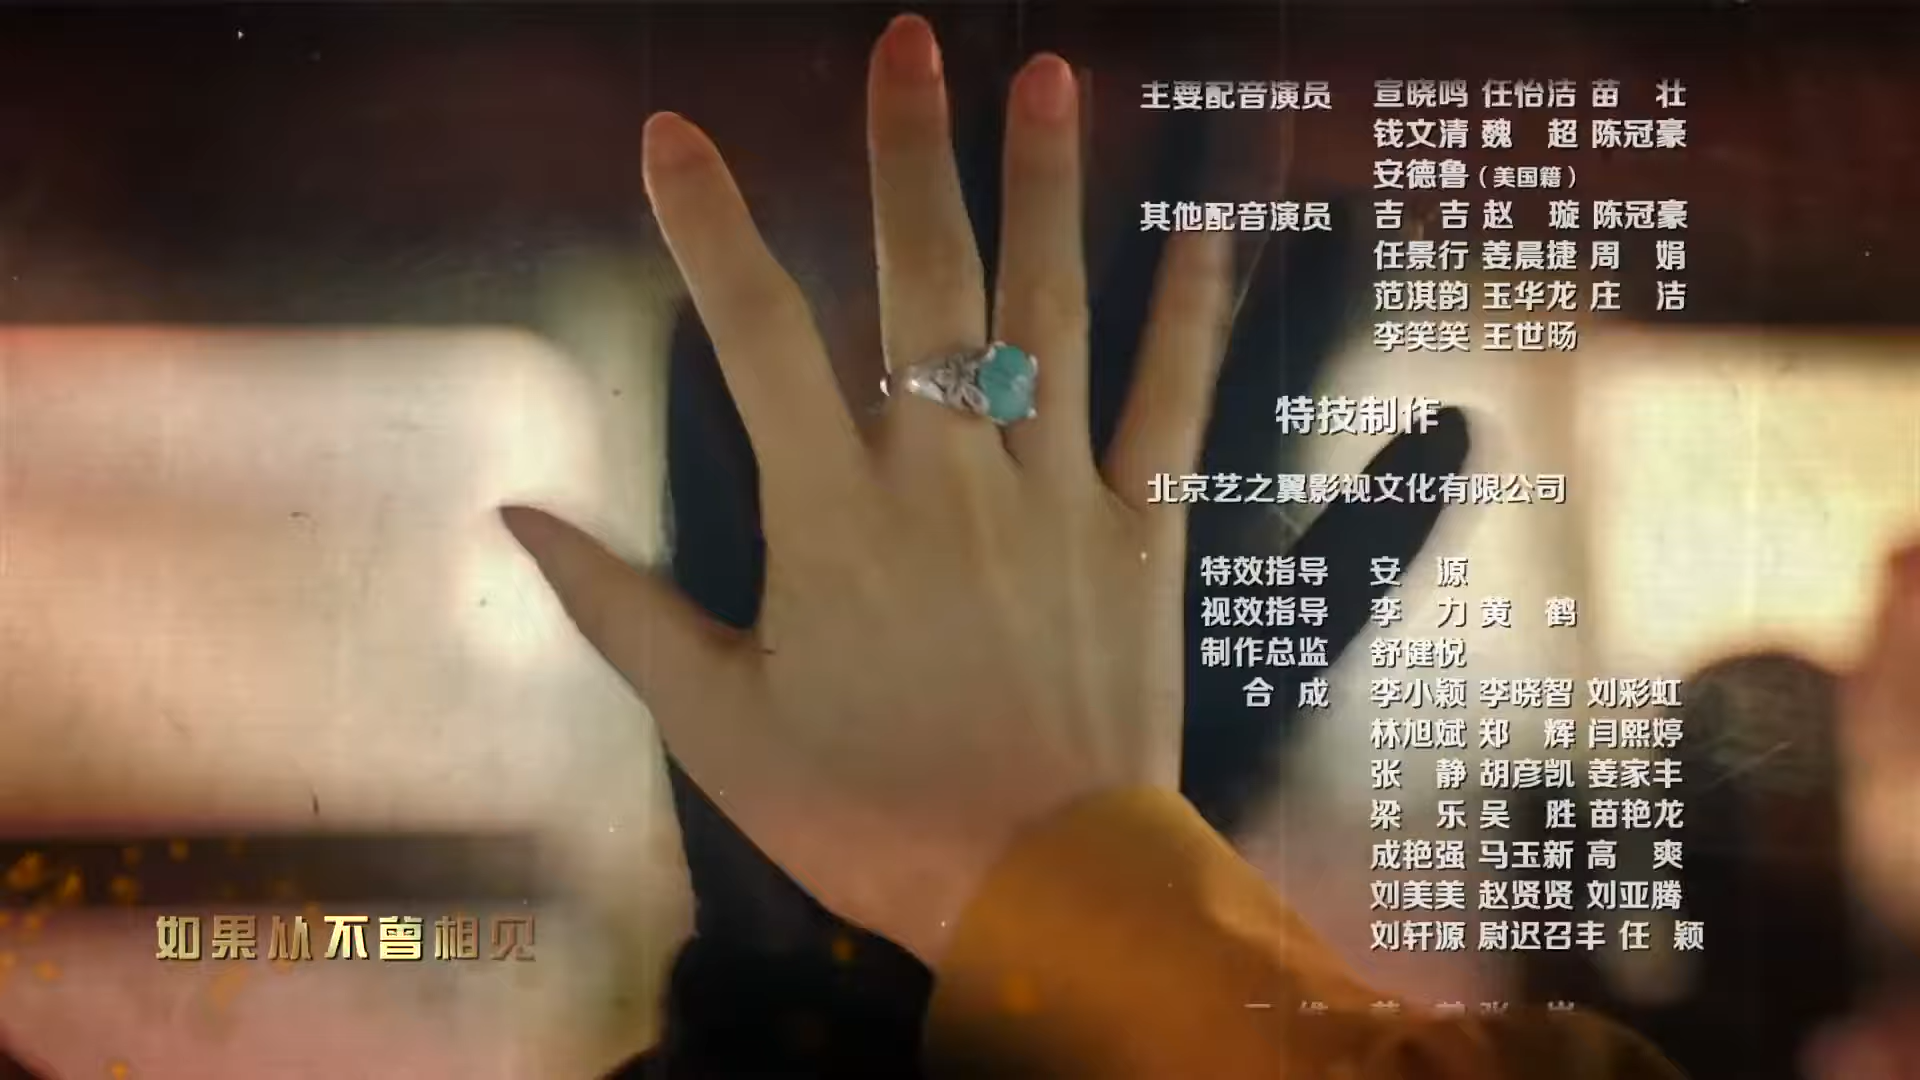 主要配音演员 宣晓鸣 任怡洁 苗 壮
钱文清 魏 超 陈冠豪
安德鲁（美国籍）
其他配音演员 吉 吉 赵 璇 陈冠豪
任景行 姜晨捷 周 娟
范淇韵 玉华龙 庄 洁
李笑笑 王世旸
特技制作
北京艺之翼影视文化有限公司
特效指导 安 源
视效指导 李 力 黄 鹤
制作总监 舒健悦
合 成 李小颖 李晓智 刘彩虹
林旭斌 郑 辉 闫熙婷
张 静 胡彦凯 姜家丰
梁 乐 吴 胜 苗艳龙
成艳强 马玉新 高 爽
刘美美 赵贤贤 刘亚腾
刘轩源 尉迟召丰 任 颖
如果从不曾相见